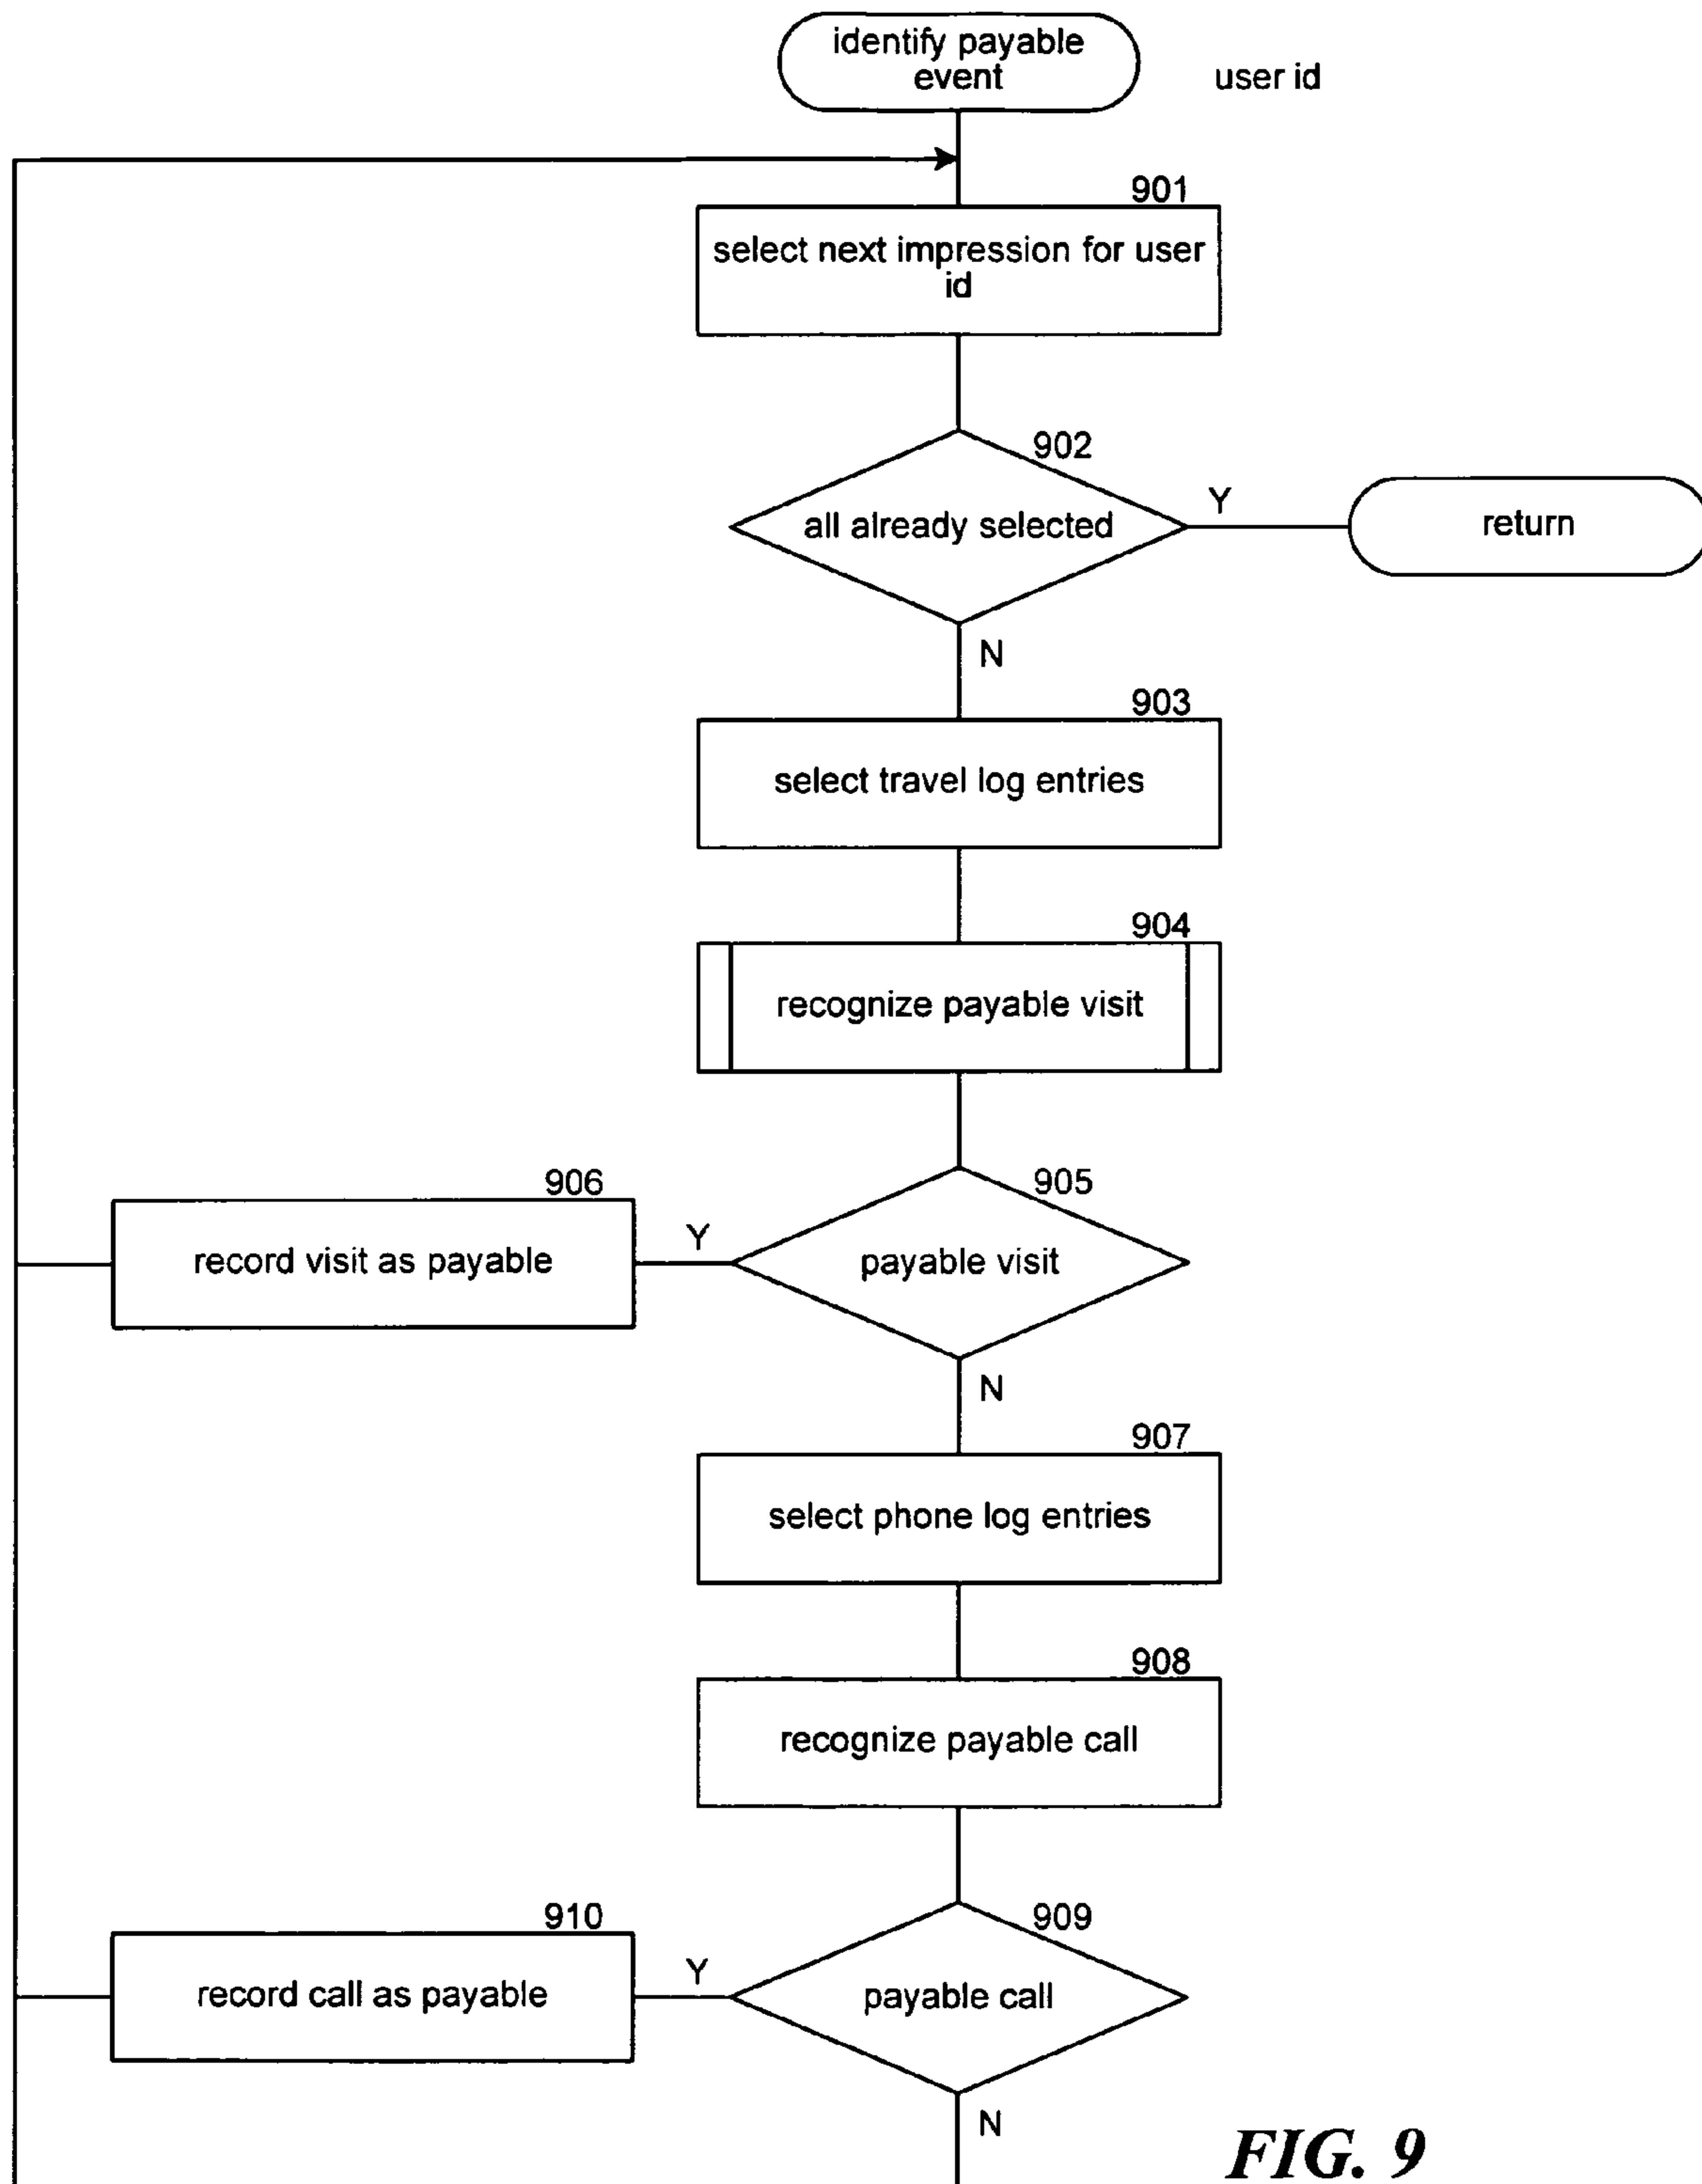 identify payable
event
user id
901
select next impression for user
id
902
all already selected
Y
return
N
903
select travel log entries
904
recognize payable visit
906
905
record visit as payable
Y
payable visit
N
907
select phone log entries
908
recognize payable call
910
909
record call as payable
Y
payable call
N
FIG. 9